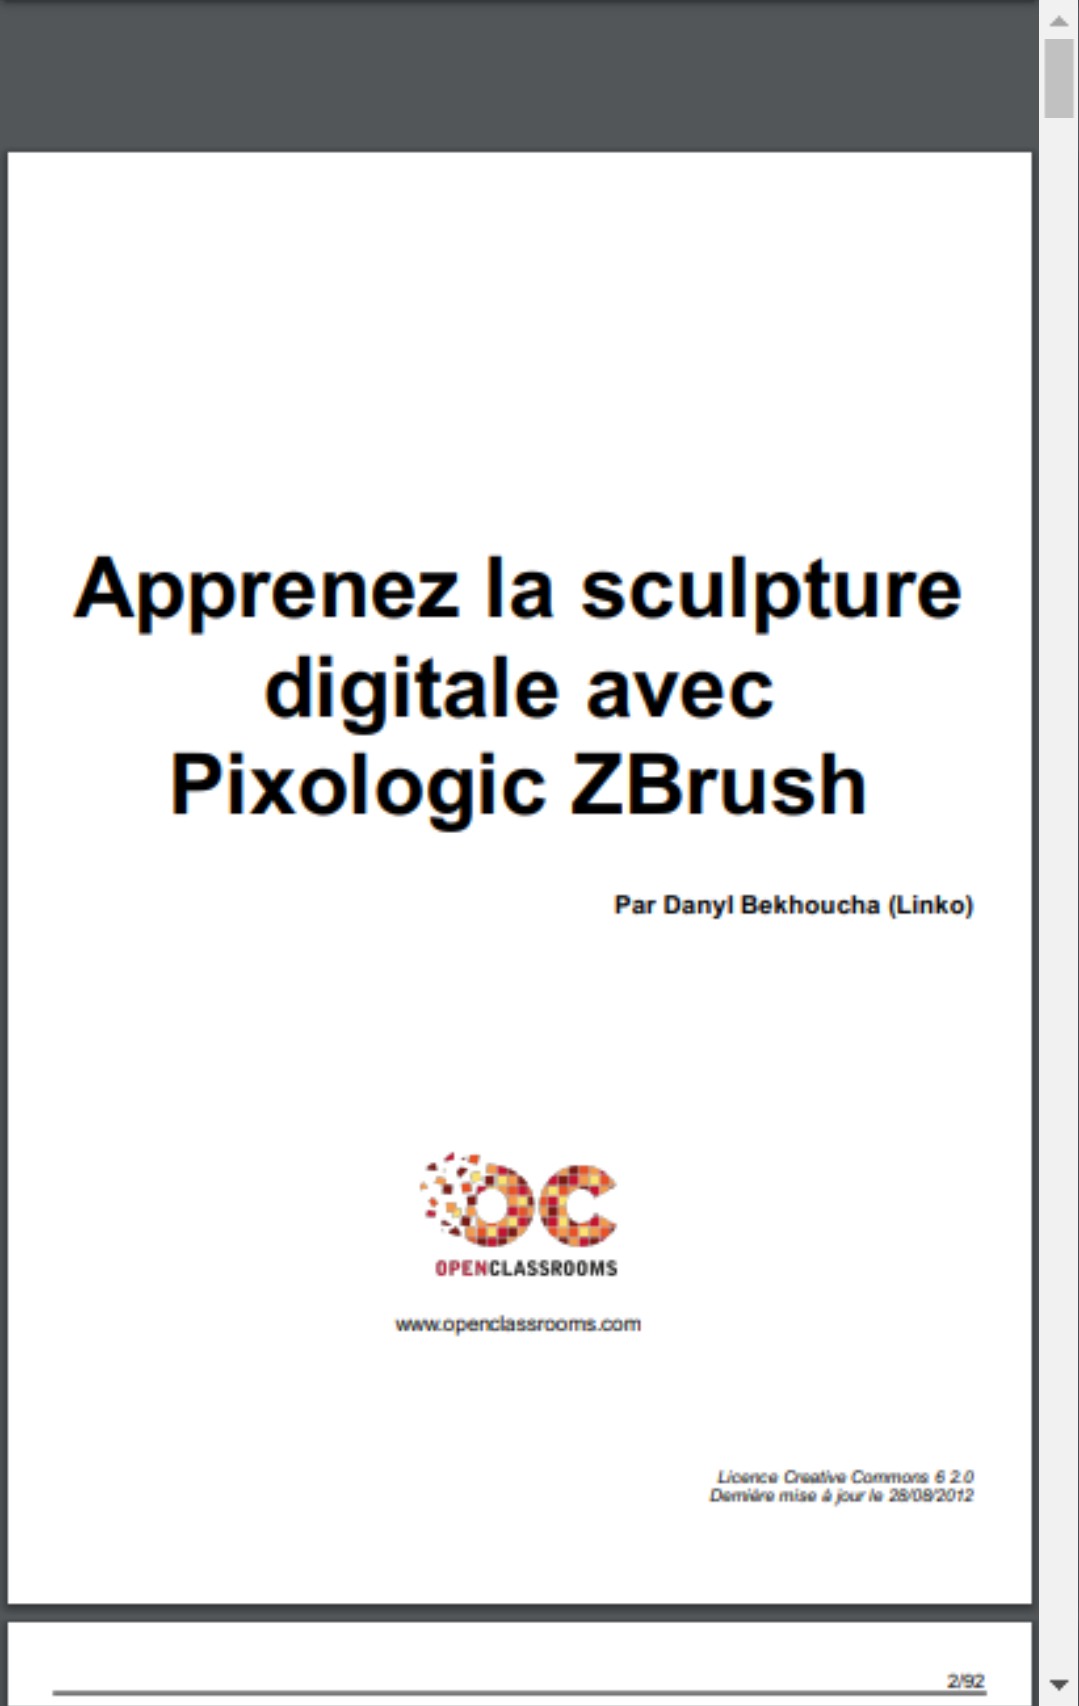 Apprenez la sculpture
digitale avec
Pixologic ZBrush
Par Danyl Bekhoucha (Linko)
OC
OPENCLASSROOMS
www.openclassrooms.com
Licence Creative Commons 6 2.0
Dernière mise à jour le 28/08/2012
2/92